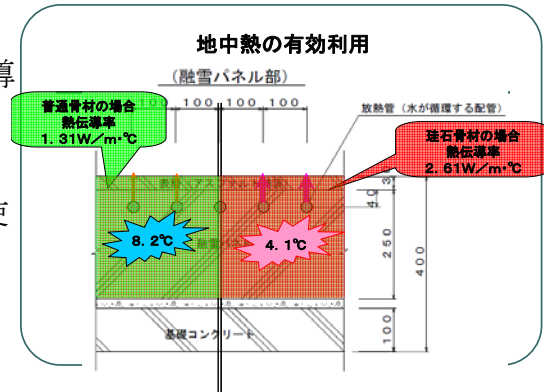 地中熱の有効利用
導
(融雪パネル部)
普通骨材の場合
熱伝導率
1.31W/m・℃
100 100 100 100
放熱管(水が循環する配管)
珪石骨材の場合
熱伝導率
2.61W/m・℃
40
使
8.2℃
4.1℃
250
400
100
基礎コンクリート